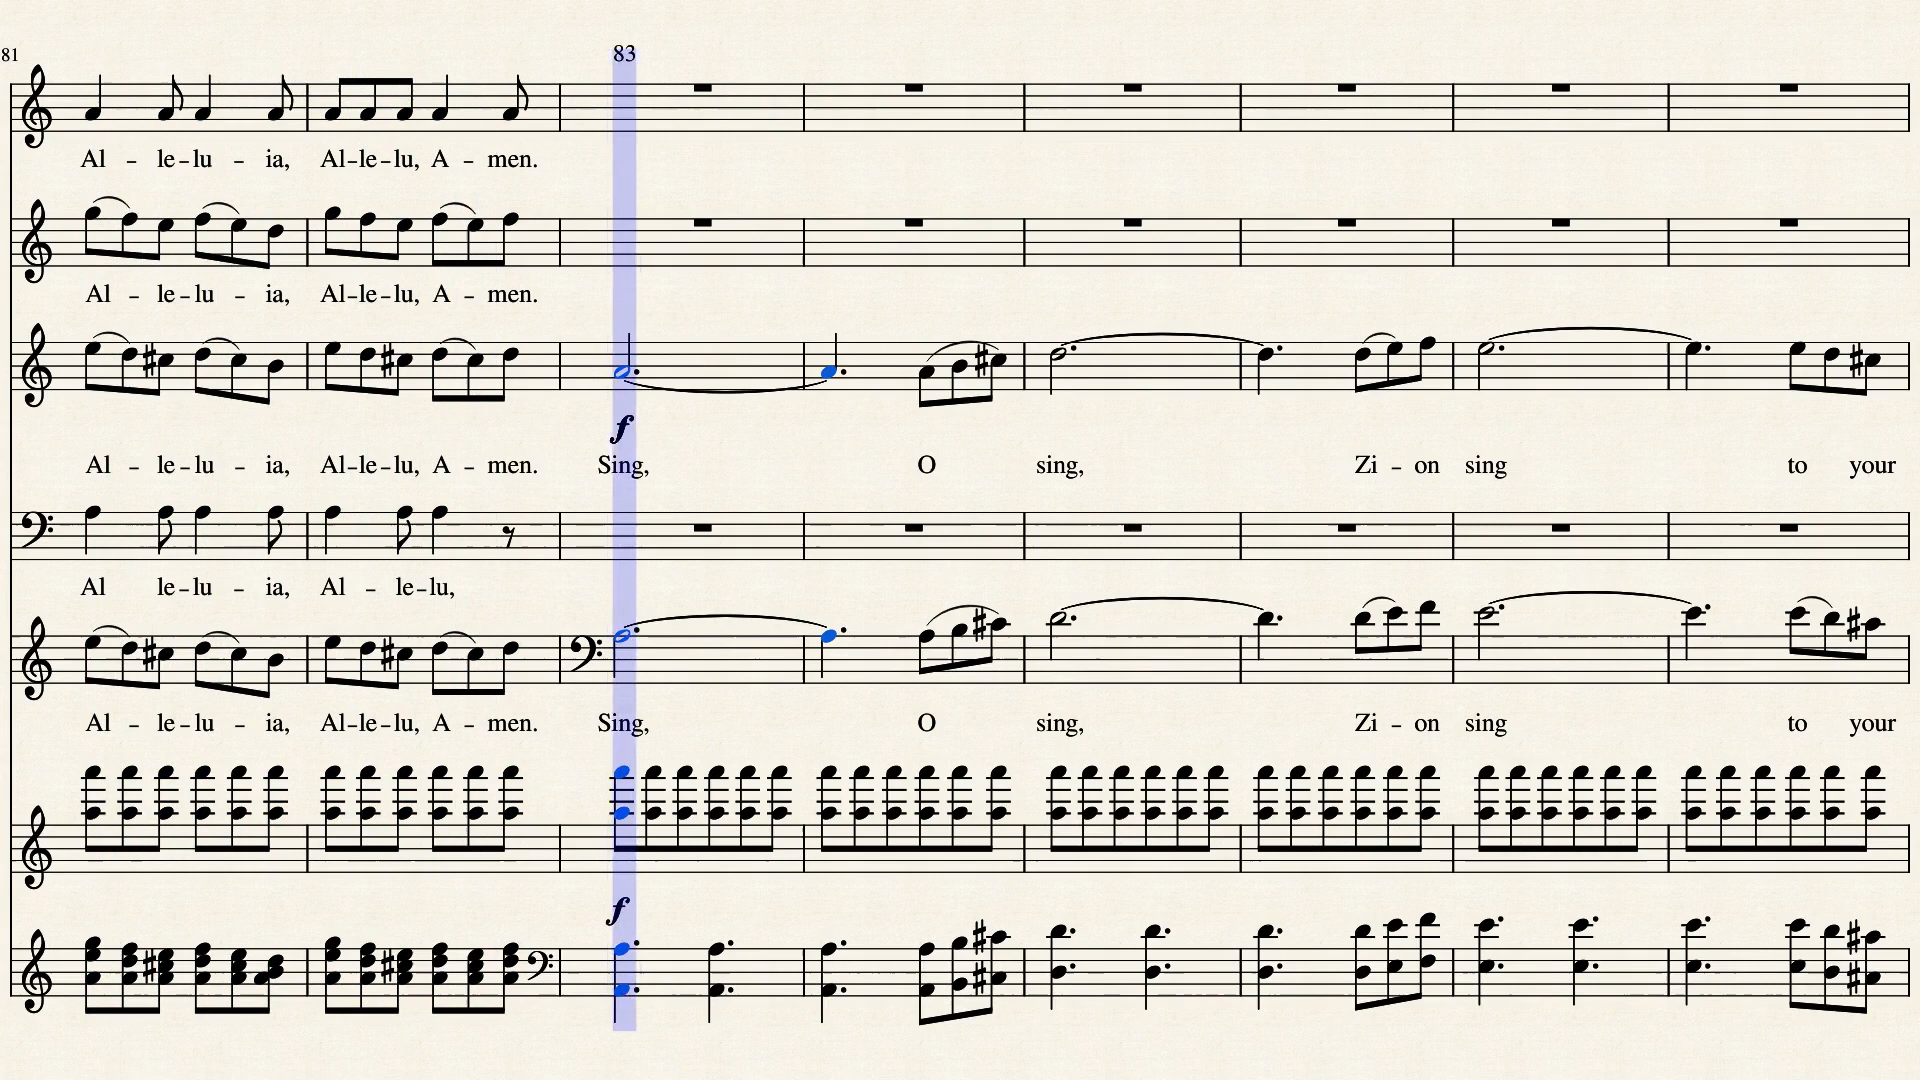 81
83
Al - le - lu - ia, Al - le - lu, A - men.
Al - le - lu - ia, Al - le - lu, A - men.
f
Al - le - lu - ia, Al - le - lu, A - men. Sing, O sing, Zi - on sing to your
Al le - lu - ia, Al - le - lu,
Al - le - lu - ia, Al - le - lu, A - men. Sing, O sing, Zi - on sing to your
f